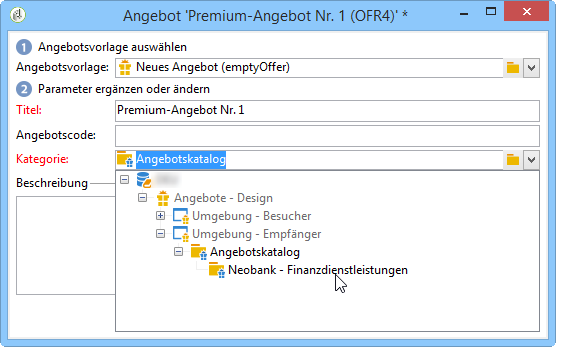 Angebot 'Premium-Angebot Nr. 1 (OFR4)' *
1 Angebotsvorlage auswählen
Angebotsvorlage: Neues Angebot (emptyOffer)
2 Parameter ergänzen oder ändern
Titel: Premium-Angebot Nr. 1
Angebotscode:
Kategorie: Angebotskatalog
Beschreibung
Angebote - Design
Umgebung - Besucher
Umgebung - Empfänger
Angebotskatalog
Neobank - Finanzdienstleistungen